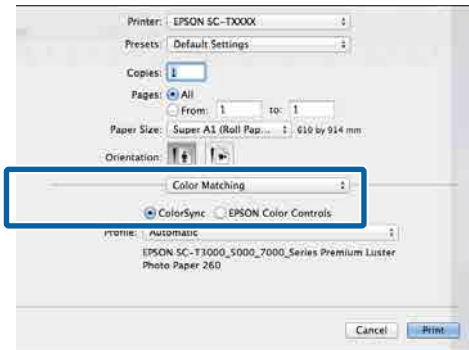 Printer: EPSON SC-TXXXX
Presets: Default Settings
Copies: 1
Pages: All
From: 1 to: 1
Paper Size: Super A1 (Roll Pap... 610 by 914 mm
Orientation:
Color Matching
ColorSync EPSON Color Controls
Profile: Automatic
EPSON SC-T3000_5000_7000_Series Premium Luster
Photo Paper 260
Cancel Print